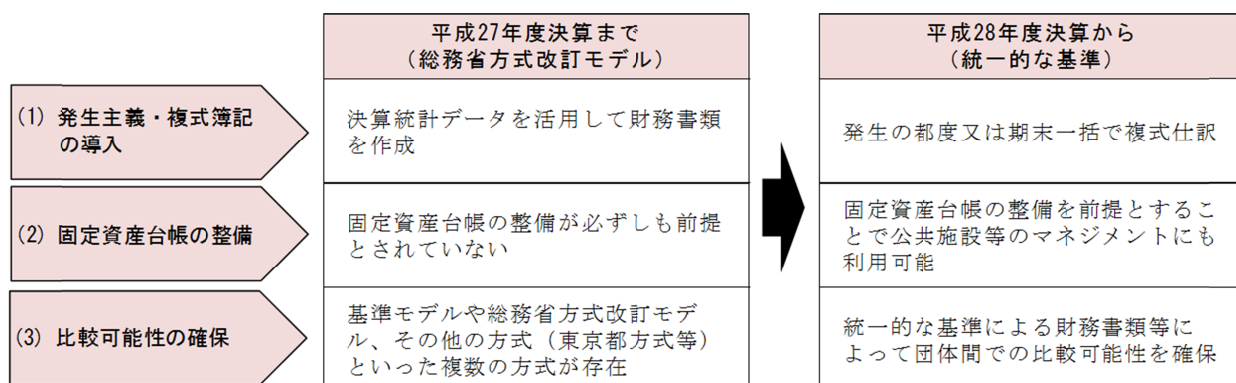 平成27年度決算まで
(総務省方式改訂モデル)
平成28年度決算から
(統一的な基準)
(1) 発生主義・複式簿記
の導入
決算統計データを活用して財務書類
を作成
発生の都度又は期末一括で複式仕訳
(2) 固定資産台帳の整備
固定資産台帳の整備が必ずしも前提
とされていない
固定資産台帳の整備を前提とするこ
とで公共施設等のマネジメントにも
利用可能
(3) 比較可能性の確保
基準モデルや総務省方式改訂モデ
ル、その他の方式（東京都方式等）
といった複数の方式が存在
統一的な基準による財務書類等に
よって団体間での比較可能性を確保